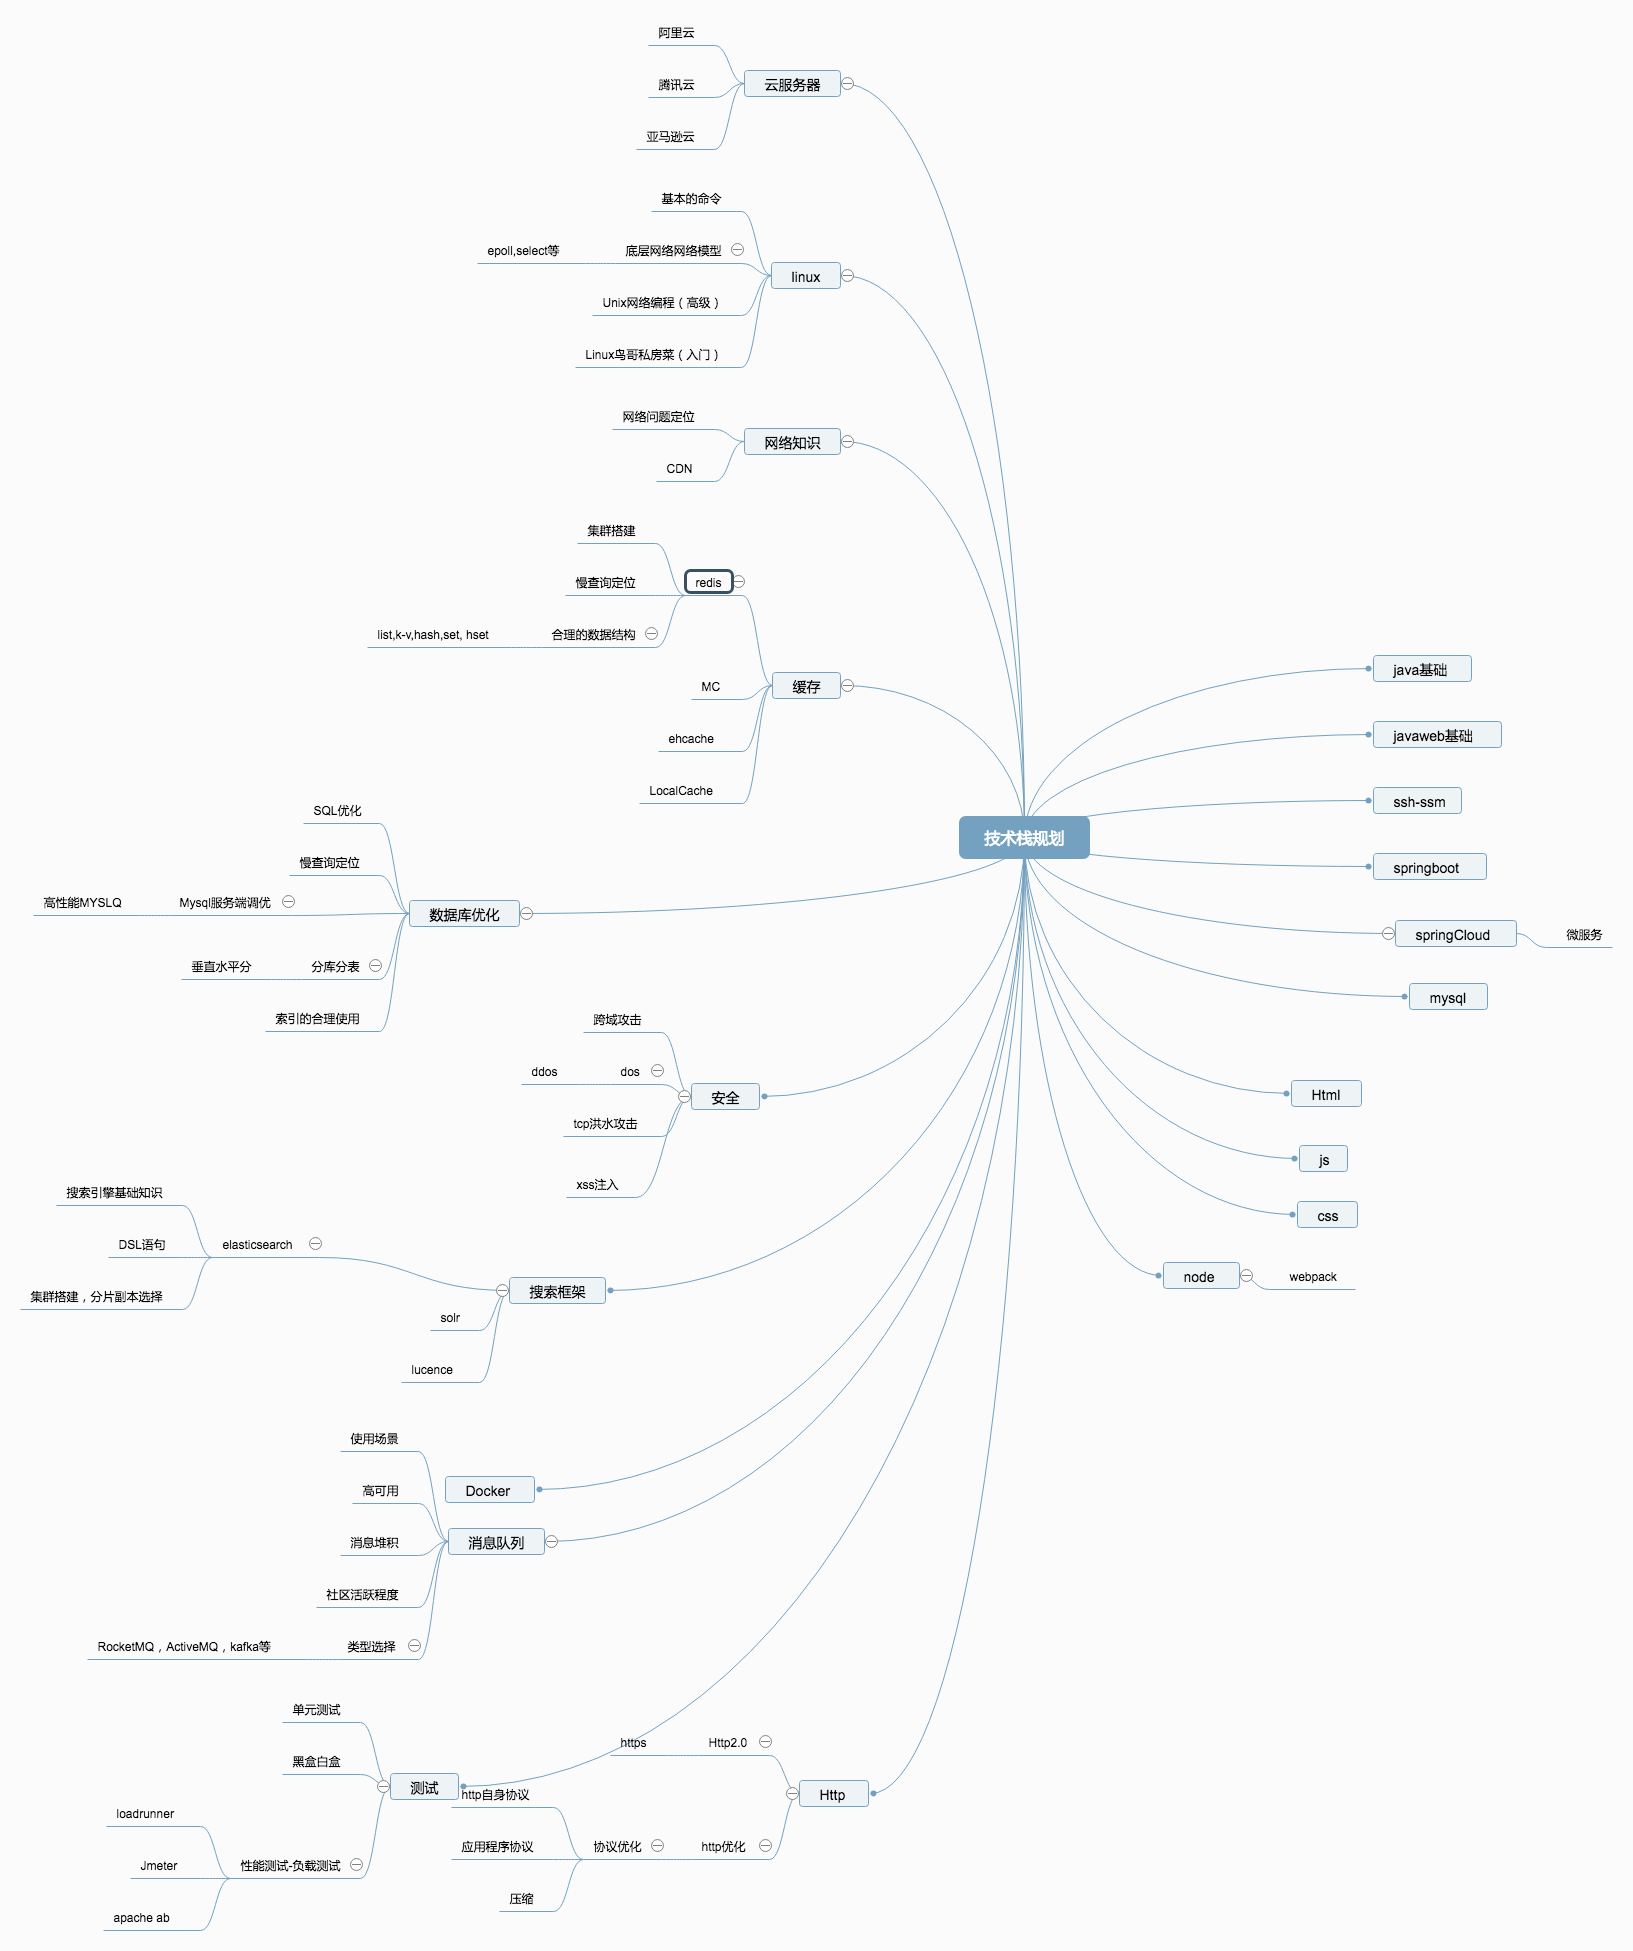 阿里云
腾讯云
亚马逊云
云服务器
基本的命令
epoll,select等
底层网络网络模型
Unix网络编程（高级）
Linux鸟哥私房菜（入门）
linux
网络问题定位
CDN
网络知识
集群搭建
慢查询定位
redis
list,k-v,hash,set, hset
合理的数据结构
MC
ehcache
LocalCache
缓存
SQL优化
慢查询定位
高性能MYSLQ
Mysql服务端调优
垂直水平分
分库分表
索引的合理使用
数据库优化
跨域攻击
ddos
dos
tcp洪水攻击
xss注入
安全
搜索引擎基础知识
DSL语句
集群搭建，分片副本选择
elasticsearch
solr
lucence
搜索框架
Docker
使用场景
高可用
消息堆积
社区活跃程度
RocketMQ，ActiveMQ，kafka等
类型选择
消息队列
单元测试
黑盒白盒
loadrunner
Jmeter
apache ab
性能测试-负载测试
测试
https
Http2.0
http自身协议
应用程序协议
压缩
协议优化
http优化
Http
技术栈规划
java基础
javaweb基础
ssh-ssm
springboot
springCloud
微服务
mysql
Html
js
css
node
webpack